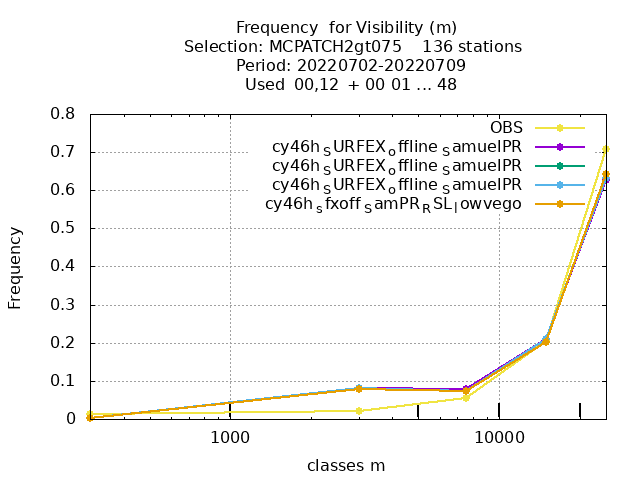 Frequency  for Visibility (m)
Selection: MCPATCH2gt075    136 stations
Period: 20220702-20220709
Used  00,12  + 00 01 ... 48
OBS
cy46h_SURFEX_offline_SamuelPR
cy46h_SURFEX_offline_SamuelPR
cy46h_SURFEX_offline_SamuelPR
cy46h_sfxoff_SamPR_RSL_lowvego
Frequency
0.8
0.7
0.6
0.5
0.4
0.3
0.2
0.1
0
1000
10000
classes m